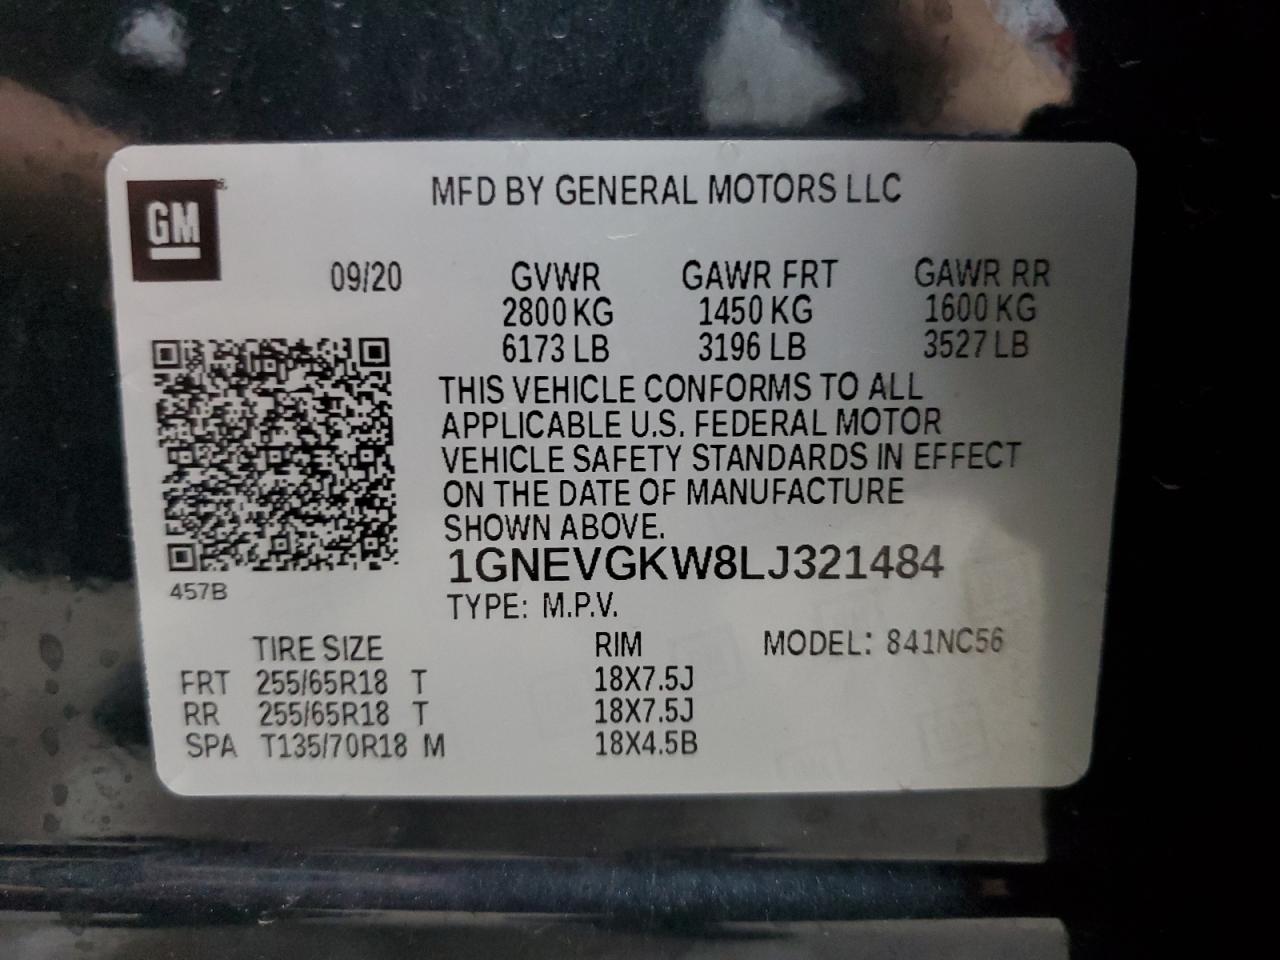 GM
MFD BY GENERAL MOTORS LLC
09/20 GVWR GAWR FRT GAWR RR
2800 KG 1450 KG 1600 KG
6173 LB 3196 LB 3527 LB
THIS VEHICLE CONFORMS TO ALL
APPLICABLE U.S. FEDERAL MOTOR
VEHICLE SAFETY STANDARDS IN EFFECT
ON THE DATE OF MANUFACTURE
SHOWN ABOVE.
1GNEVGKW8LJ321484
457B
TYPE: M.P.V.
TIRE SIZE RIM MODEL: 841NC56
FRT 255/65R18 T 18X7.5J
RR 255/65R18 T 18X7.5J
SPA T135/70R18 M 18X4.5B